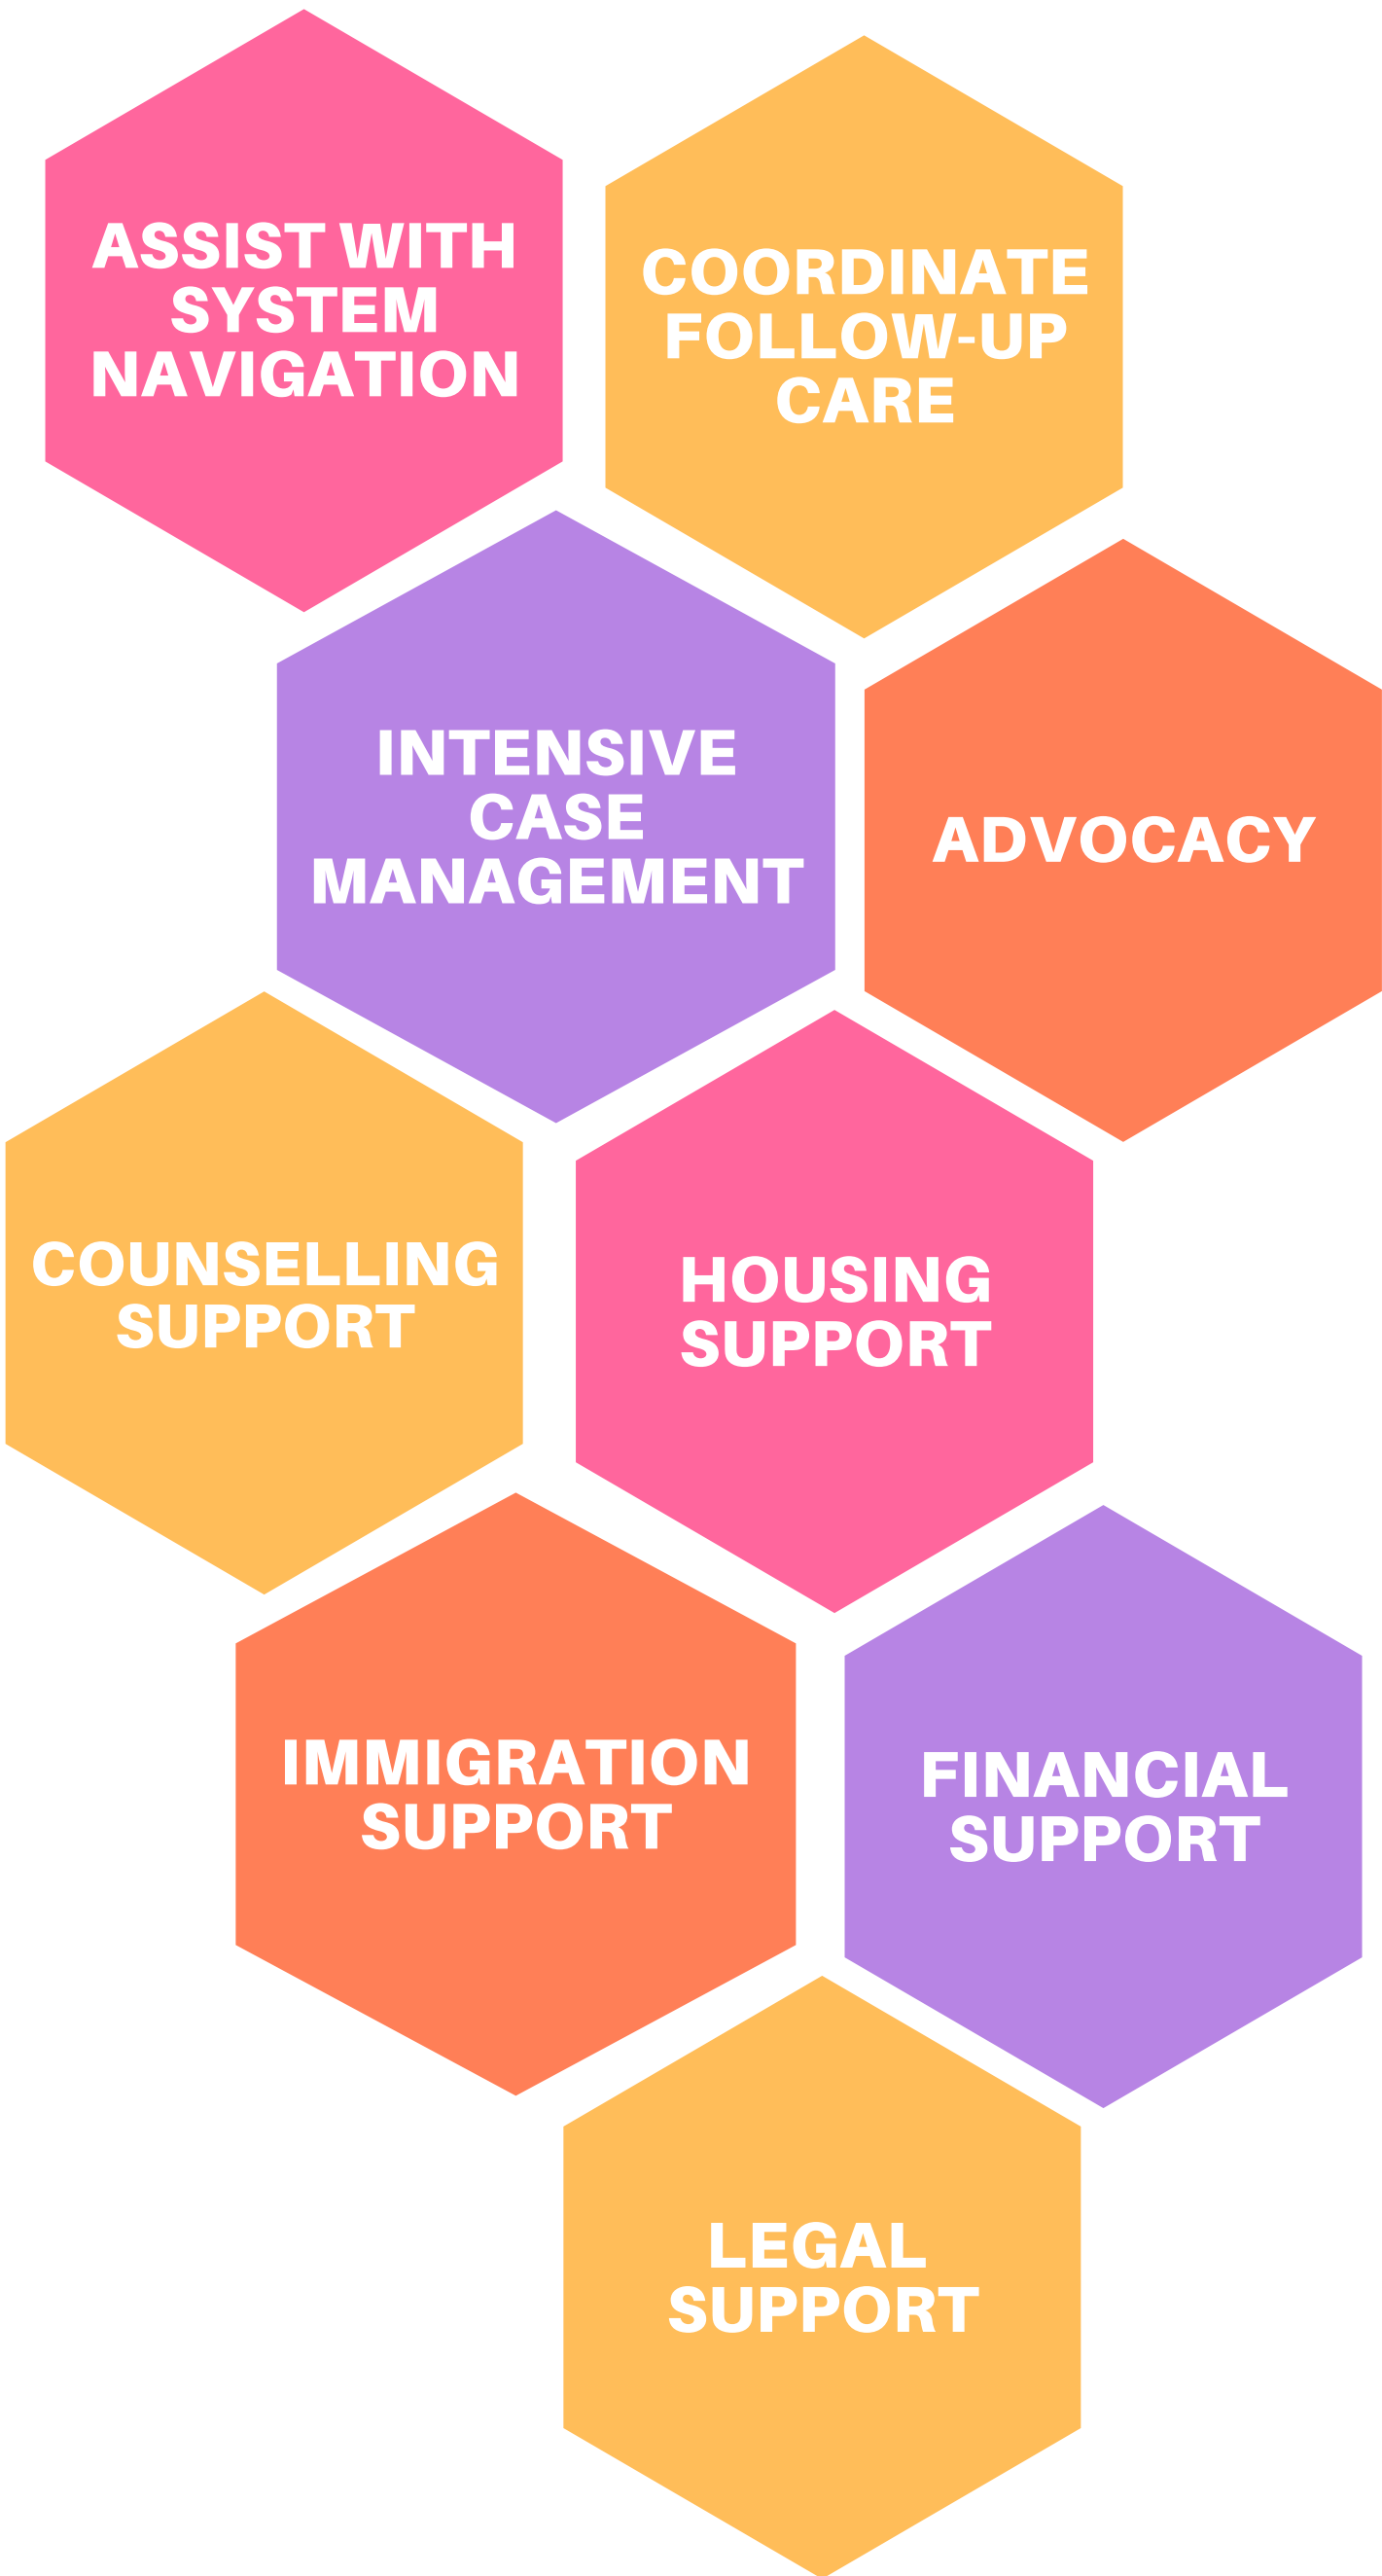 ASSIST WITH
SYSTEM
NAVIGATION
COORDINATE
FOLLOW-UP
CARE
INTENSIVE
CASE
MANAGEMENT
ADVOCACY
COUNSELLING
SUPPORT
HOUSING
SUPPORT
IMMIGRATION
SUPPORT
FINANCIAL
SUPPORT
LEGAL
SUPPORT